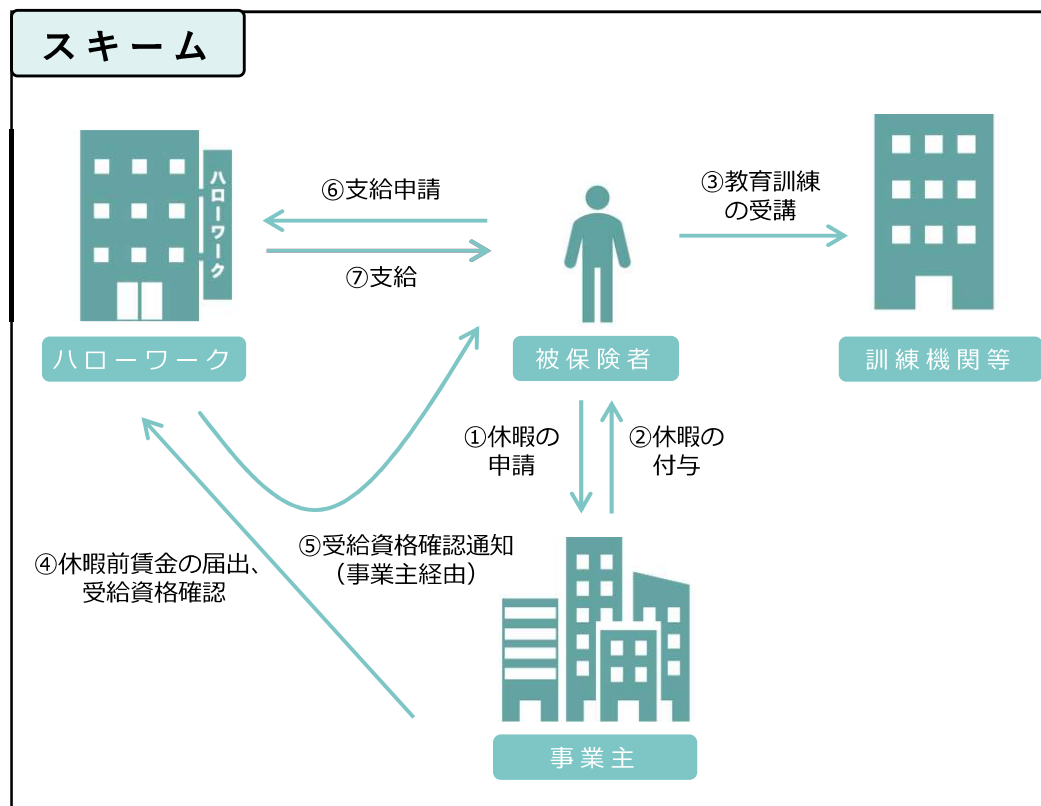 スキーム
ハローワーク
⑥支給申請
⑦支給
③教育訓練
の受講
ハローワーク
被保険者
訓練機関等
①休暇の
申請
②休暇の
付与
④休暇前賃金の届出、
受給資格確認
⑤受給資格確認通知
（事業主経由）
事業主